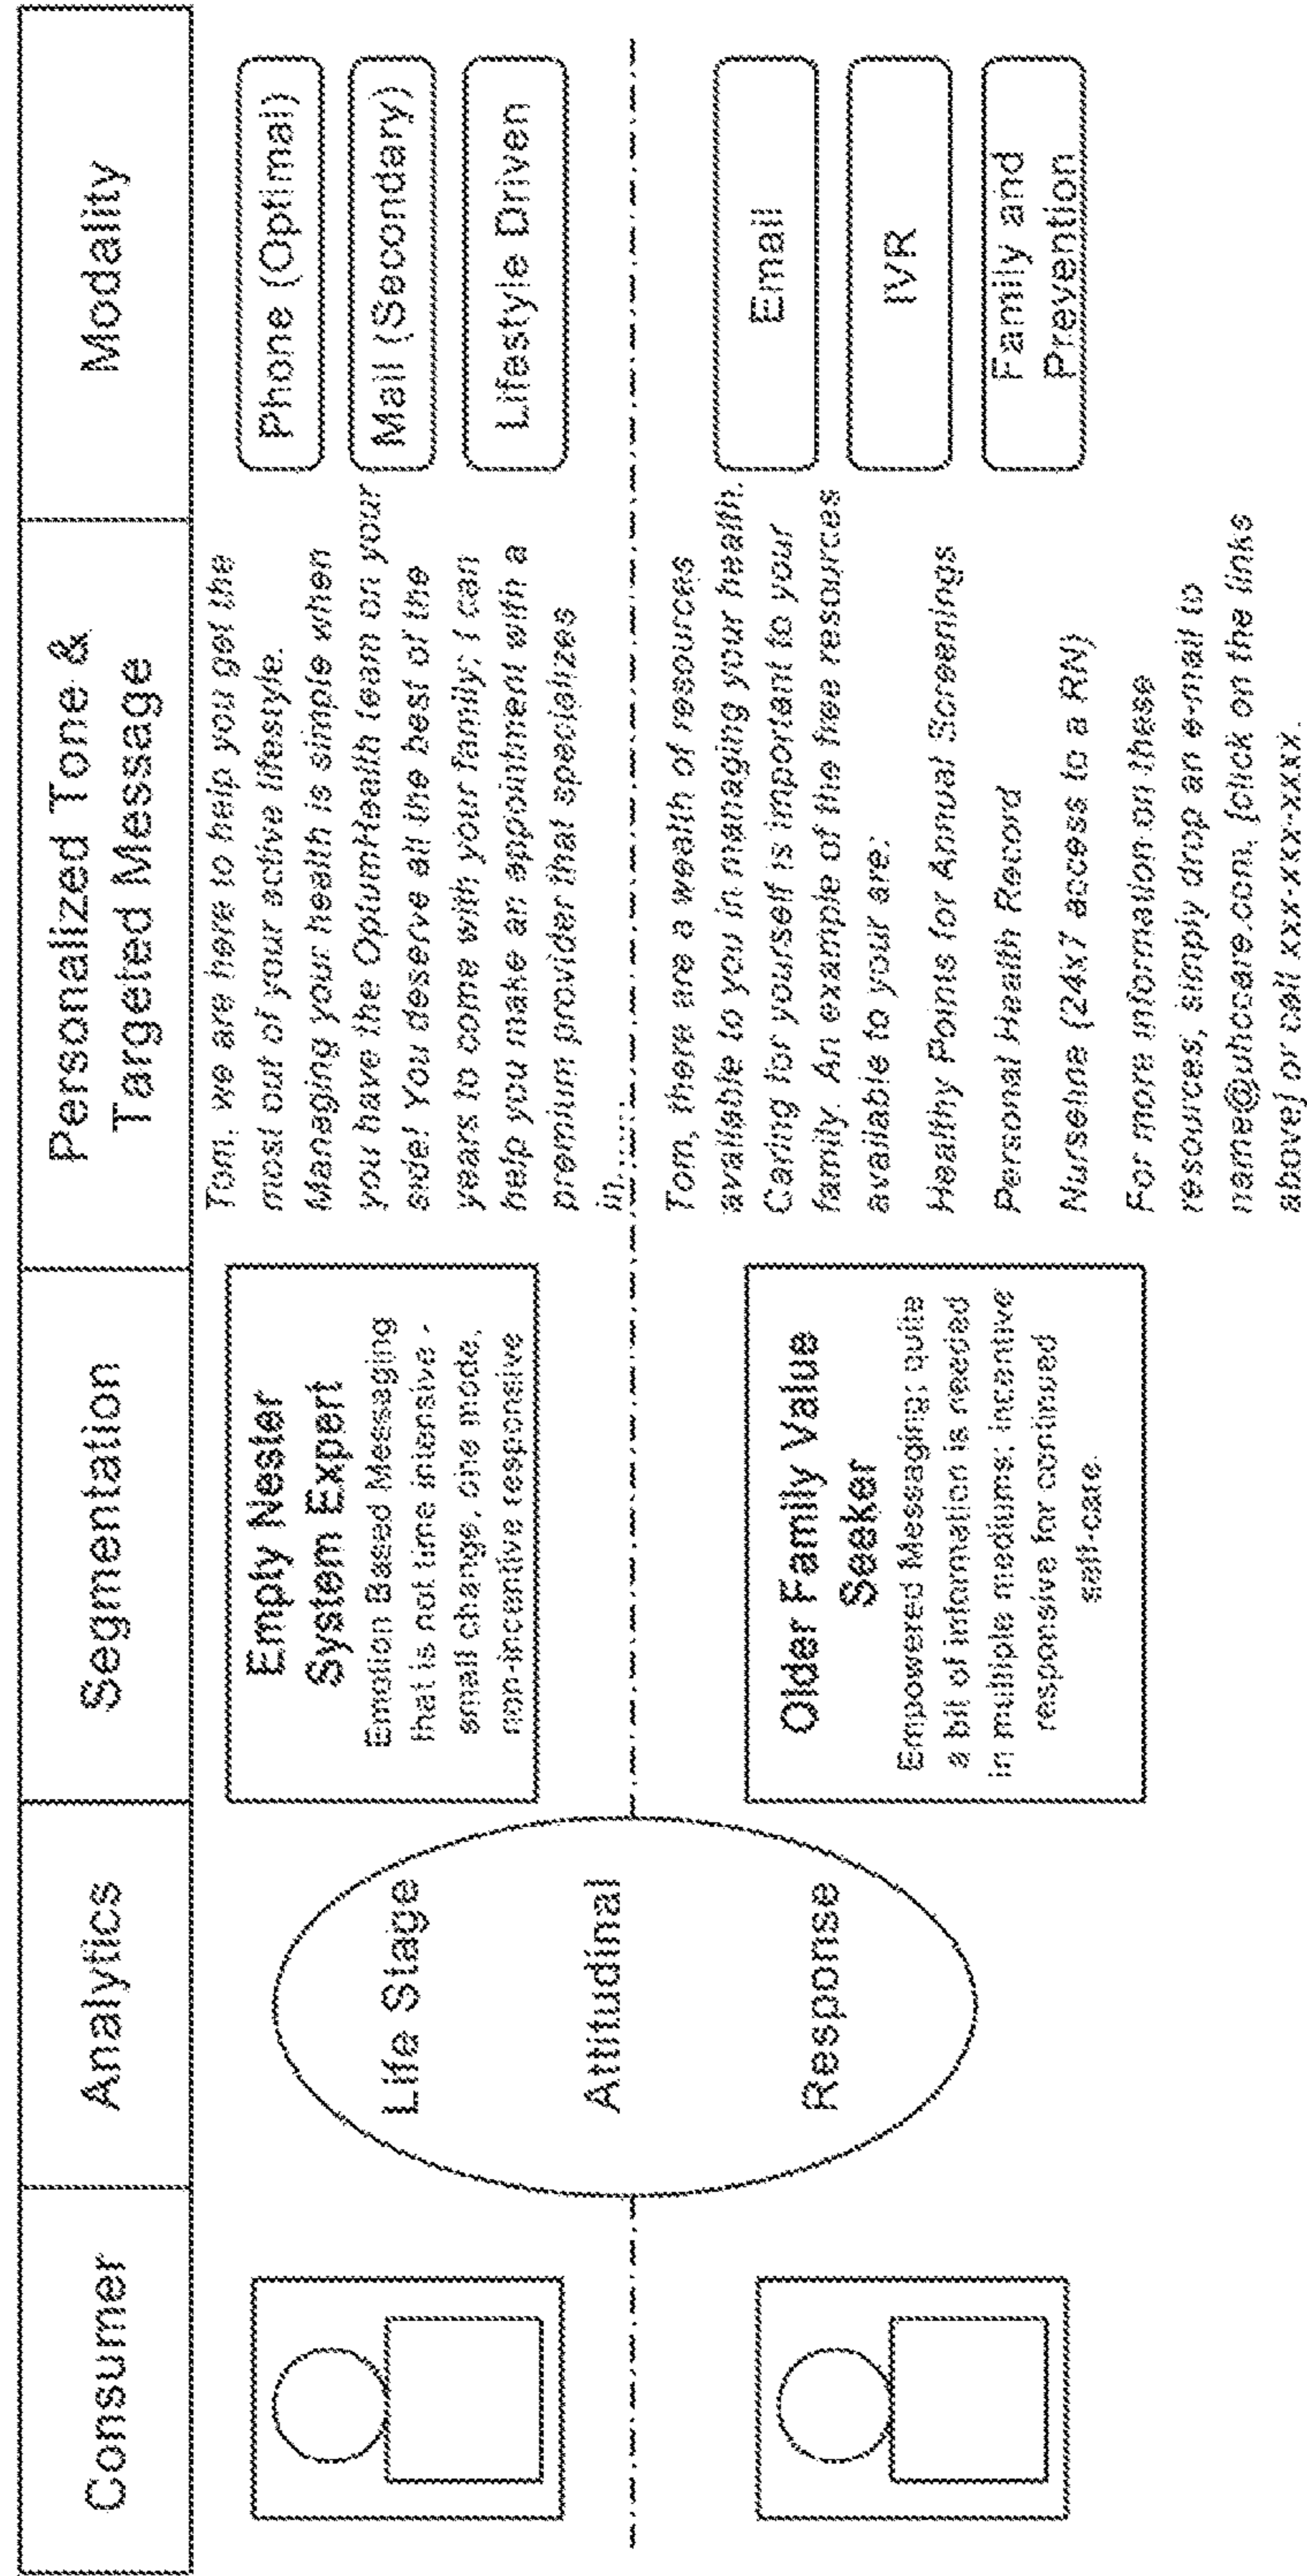 Consumer
Analytics
Segmentation
Personalized Tone &
Targeted Message
Modality
Life Stage
Attitudinal
Response
Empty Nester
System Expert
Emotion Based Messaging
that is not time intensive -
small change, one mode,
non-incentive responsive
Tom, we are here to help you get the
most out of your active lifestyle.
Managing your health is simple when
you have the OptumHealth team on your
side! You deserve all the best of the
years to come with your family; I can
help you make an appointment with a
premium provider that specializes
in......
Phone (Optimal)
Mail (Secondary)
Lifestyle Driven
Older Family Value
Seeker
Empowered Messaging; quite
a bit of information is needed
in multiple mediums; incentive
responsive for continued
self-care.
Tom, there are a wealth of resources
available to you in managing your health.
Caring for yourself is important to your
family. An example of the free resources
available to your are:
Healthy Points for Annual Screenings
Personal Health Record
Nurseline (24x7 access to a RN)
For more information on these
resources, simply drop an e-mail to
name@uhccare.com, [click on the links
above] or call xxx-xxx-xxxx.
Email
IVR
Family and
Prevention